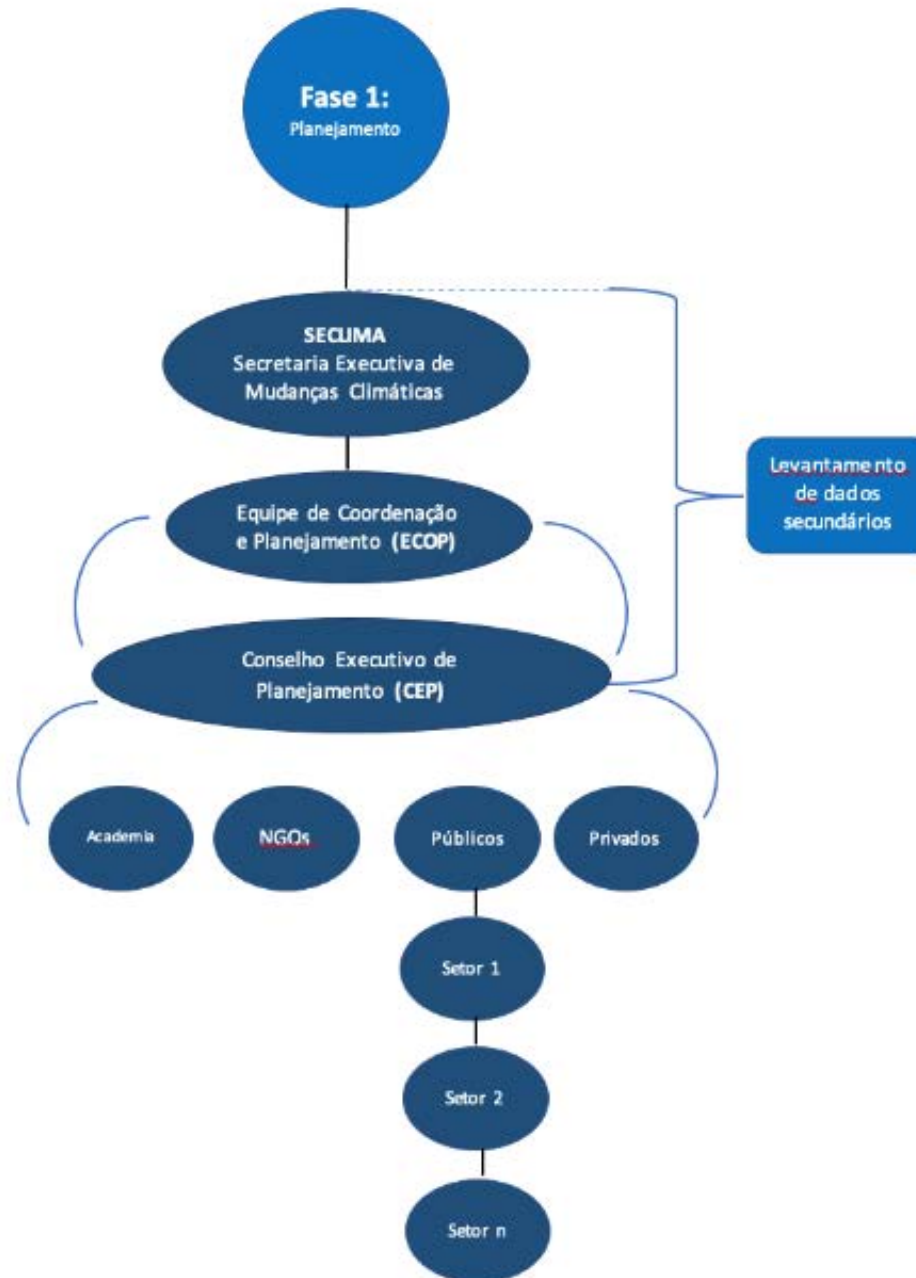 Fase 1:
Planejamento
SECLIMA
Secretaria Executiva de
Mudanças Climáticas
Levantamento
de dados
secundários
Equipe de Coordenação
e Planejamento (ECOP)
Conselho Executivo de
Planejamento (CEP)
Academia
NGOs
Públicos
Privados
Setor 1
Setor 2
Setor n